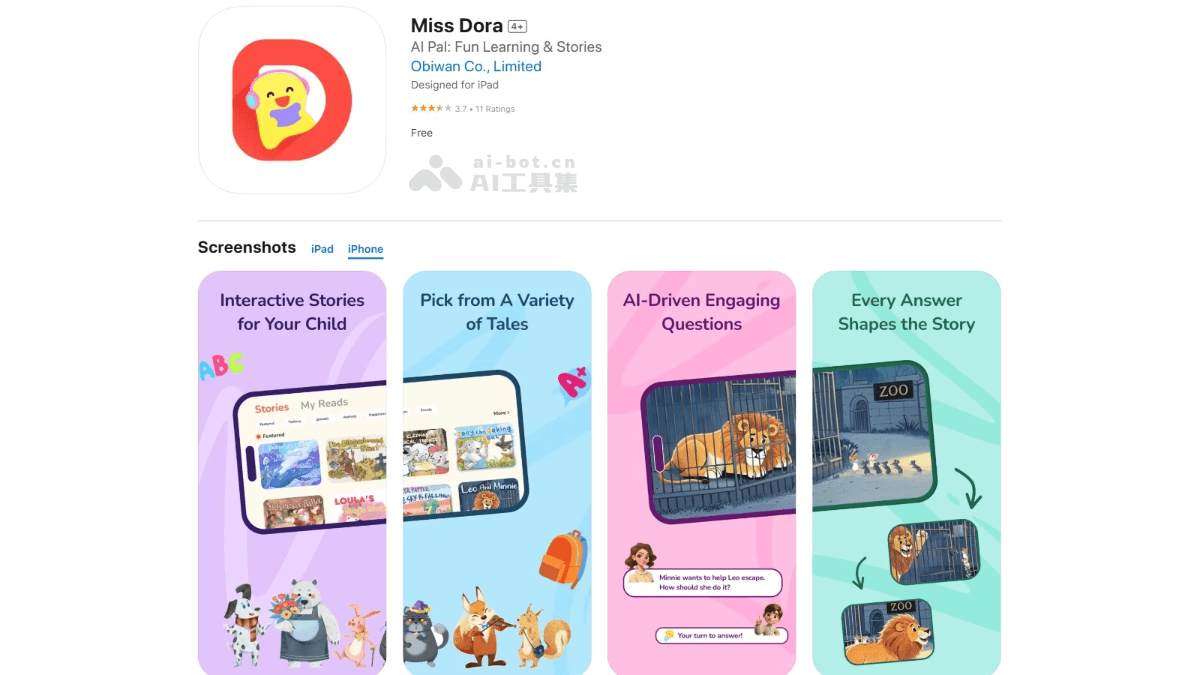 Miss Dora 4+
AI Pal: Fun Learning & Stories
Obiwan Co., Limited
Designed for iPad
3.7 • 11 Ratings
Free
ai-bot.cn
AI工具集
Screenshots iPad iPhone
Interactive Stories
for Your Child
ABC
Stories My Reads
Featured
Featured
LOULA'S
Pick from A Variety
of Tales
A+
More >
Leo And Minnie
AI-Driven Engaging
Questions
Minnie wants to help Leo escape.
How should she do it?
Your turn to answer!
Every Answer
Shapes the Story
ZOO
ZOO